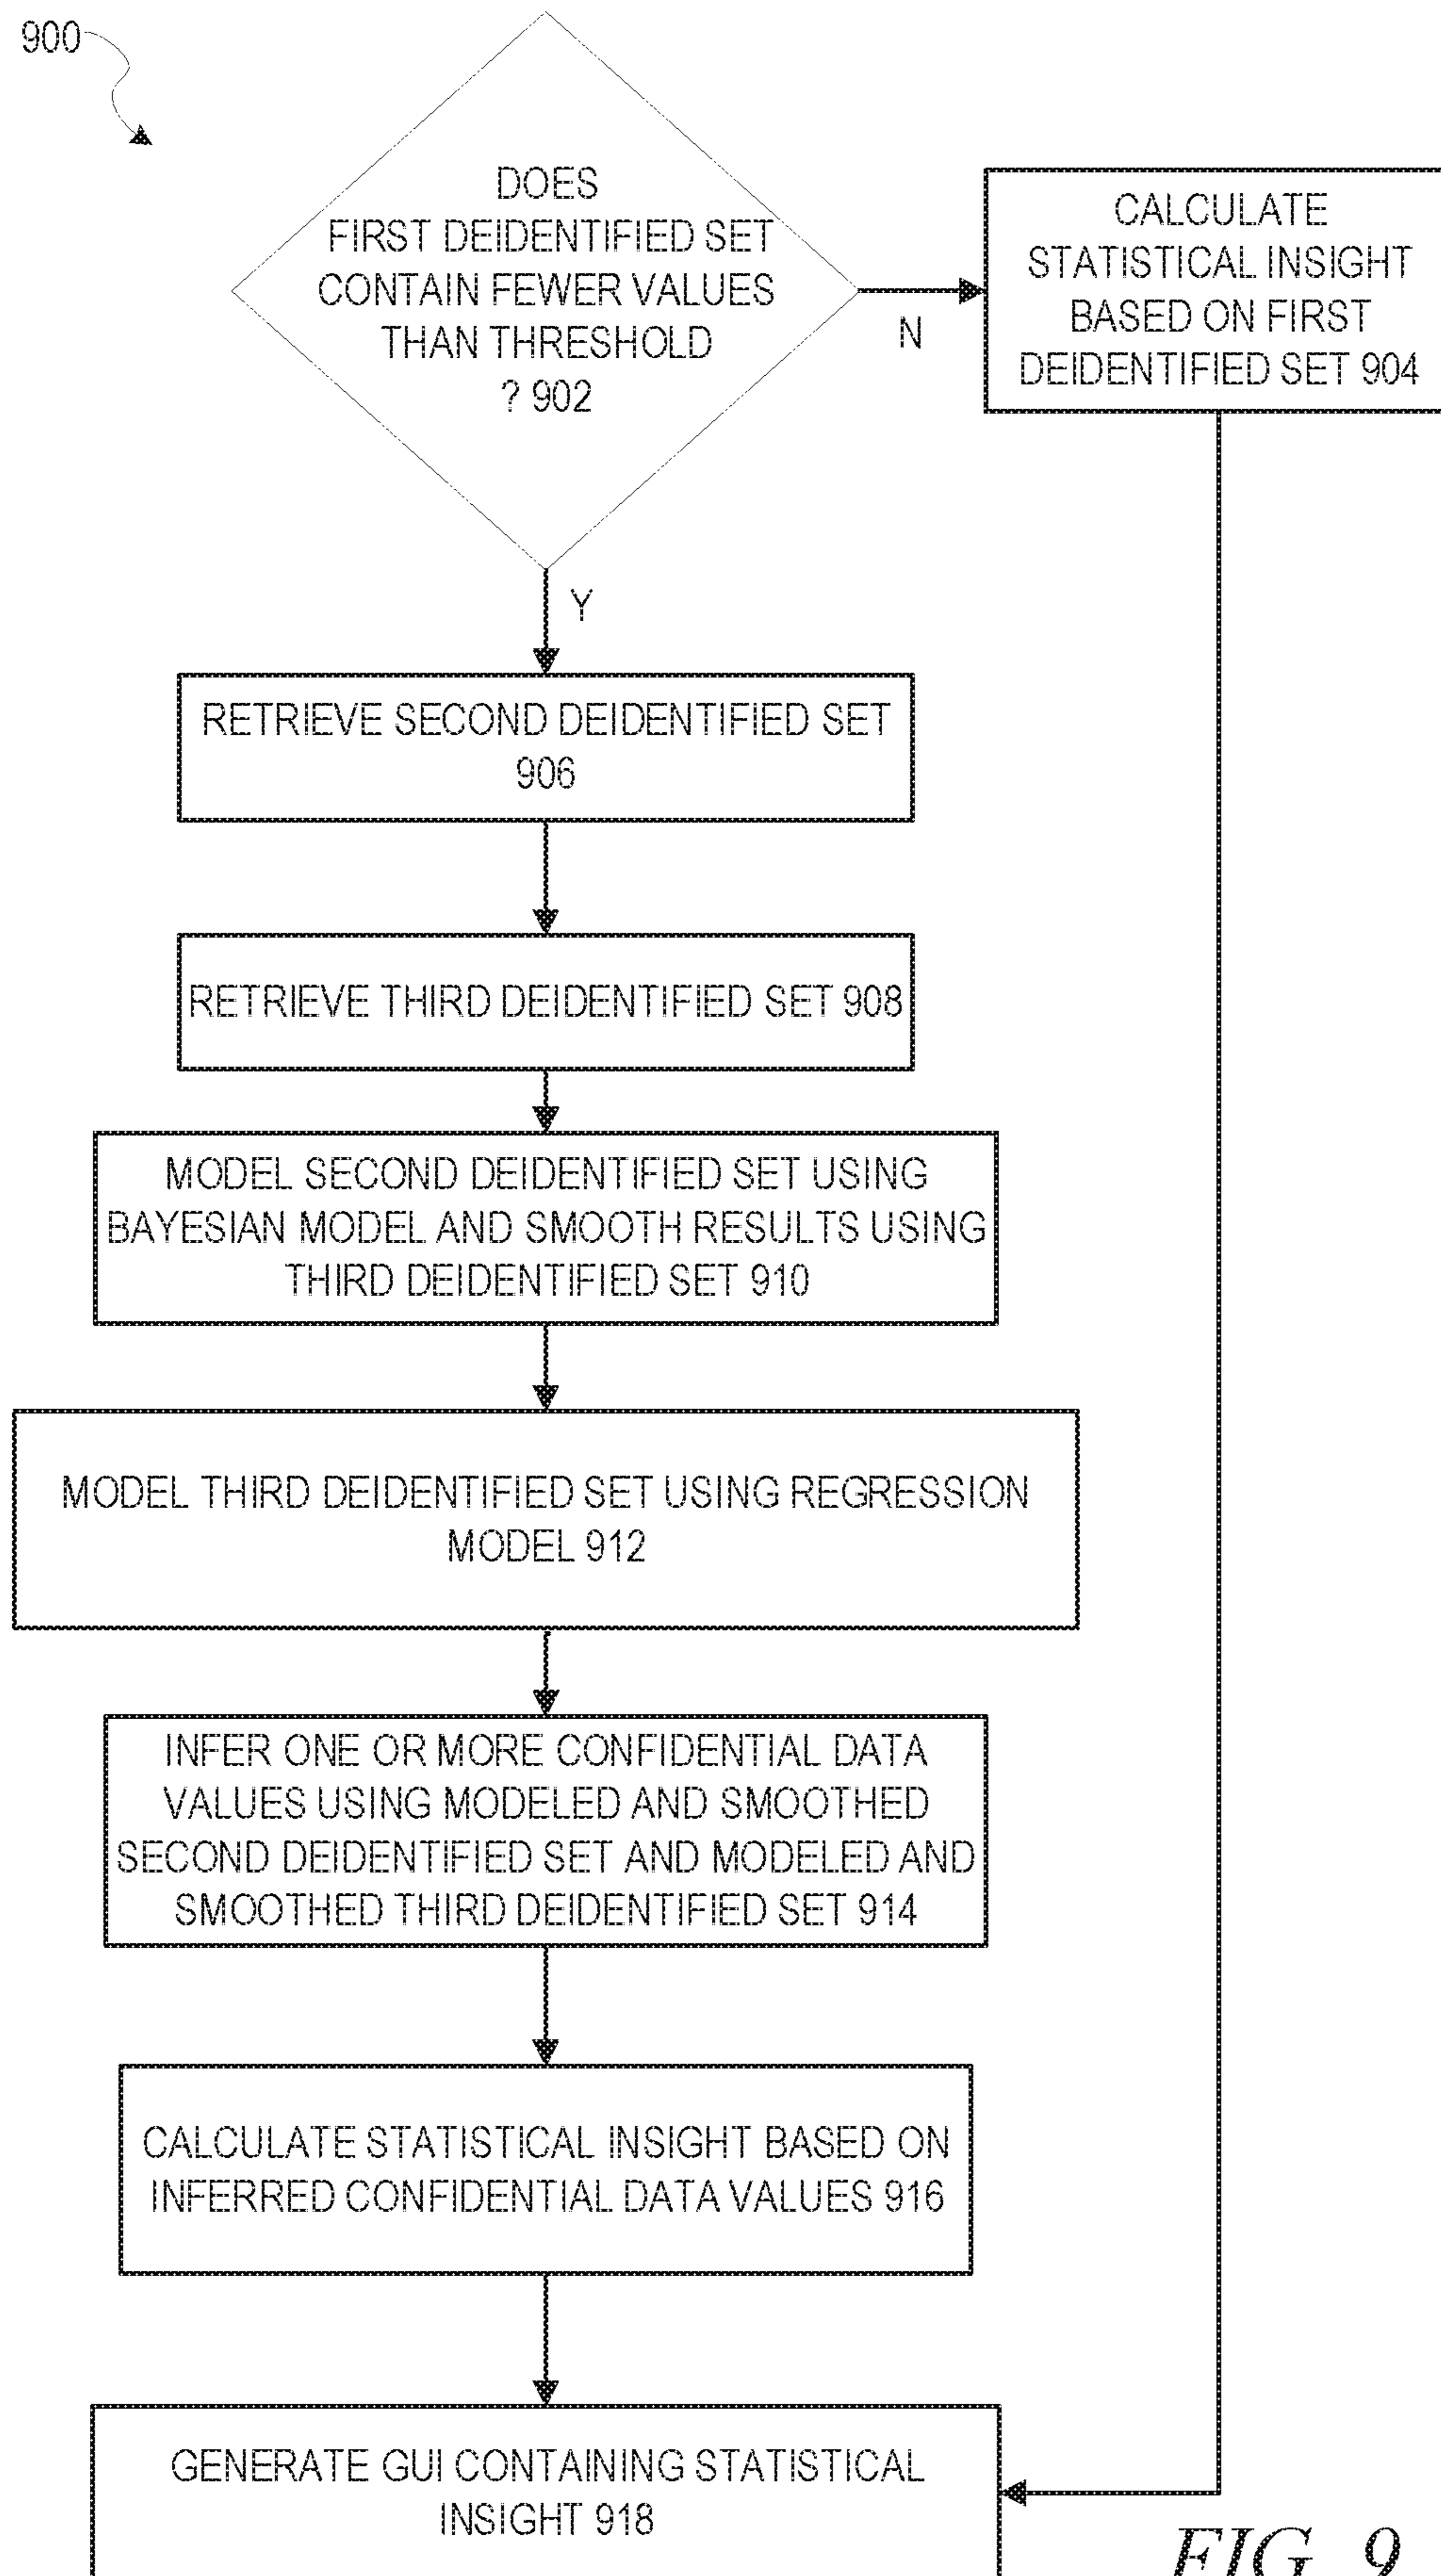 900
DOES
FIRST DEIDENTIFIED SET
CONTAIN FEWER VALUES
THAN THRESHOLD
? 902
N
CALCULATE
STATISTICAL INSIGHT
BASED ON FIRST
DEIDENTIFIED SET 904
Y
RETRIEVE SECOND DEIDENTIFIED SET
906
RETRIEVE THIRD DEIDENTIFIED SET 908
MODEL SECOND DEIDENTIFIED SET USING
BAYESIAN MODEL AND SMOOTH RESULTS USING
THIRD DEIDENTIFIED SET 910
MODEL THIRD DEIDENTIFIED SET USING REGRESSION
MODEL 912
INFER ONE OR MORE CONFIDENTIAL DATA
VALUES USING MODELED AND SMOOTHED
SECOND DEIDENTIFIED SET AND MODELED AND
SMOOTHED THIRD DEIDENTIFIED SET 914
CALCULATE STATISTICAL INSIGHT BASED ON
INFERRED CONFIDENTIAL DATA VALUES 916
GENERATE GUI CONTAINING STATISTICAL
INSIGHT 918
FIG. 9